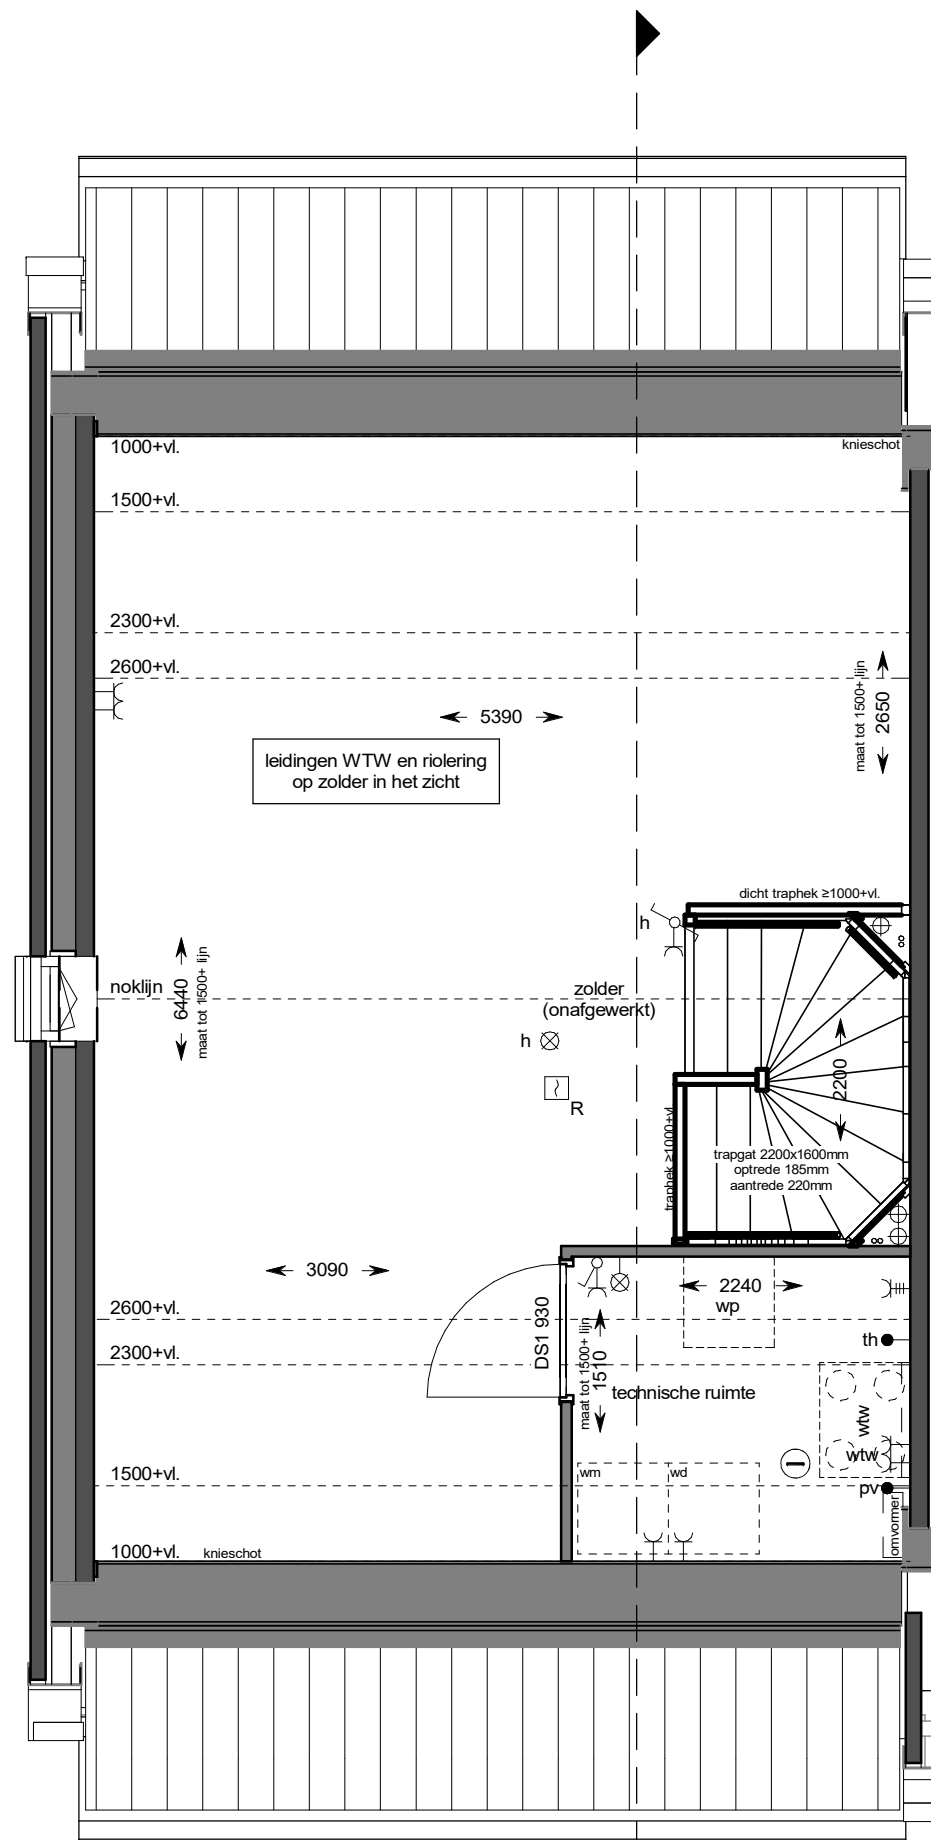 1000+vl.
knieschot
1500+vl.
2300+vl.
2600+vl.
maat tot 1500+ lijn
2650
5390
leidingen WTW en riolering
op zolder in het zicht
dicht traphek ≥1000+vl.
h
noklijn
6440
maat tot 1500+ lijn
zolder
(onafgewerkt)
h
R
2200
traphek ≥1000+vl.
trapgat 2200x1600mm
optrede 185mm
aantrede 220mm
3090
2240
wp
2600+vl.
DS1 930
maat tot 1500+ lijn
1510
th
2300+vl.
technische ruimte
wtw
wtw
1500+vl.
wm
wd
pv
omvormer
1000+vl.
knieschot